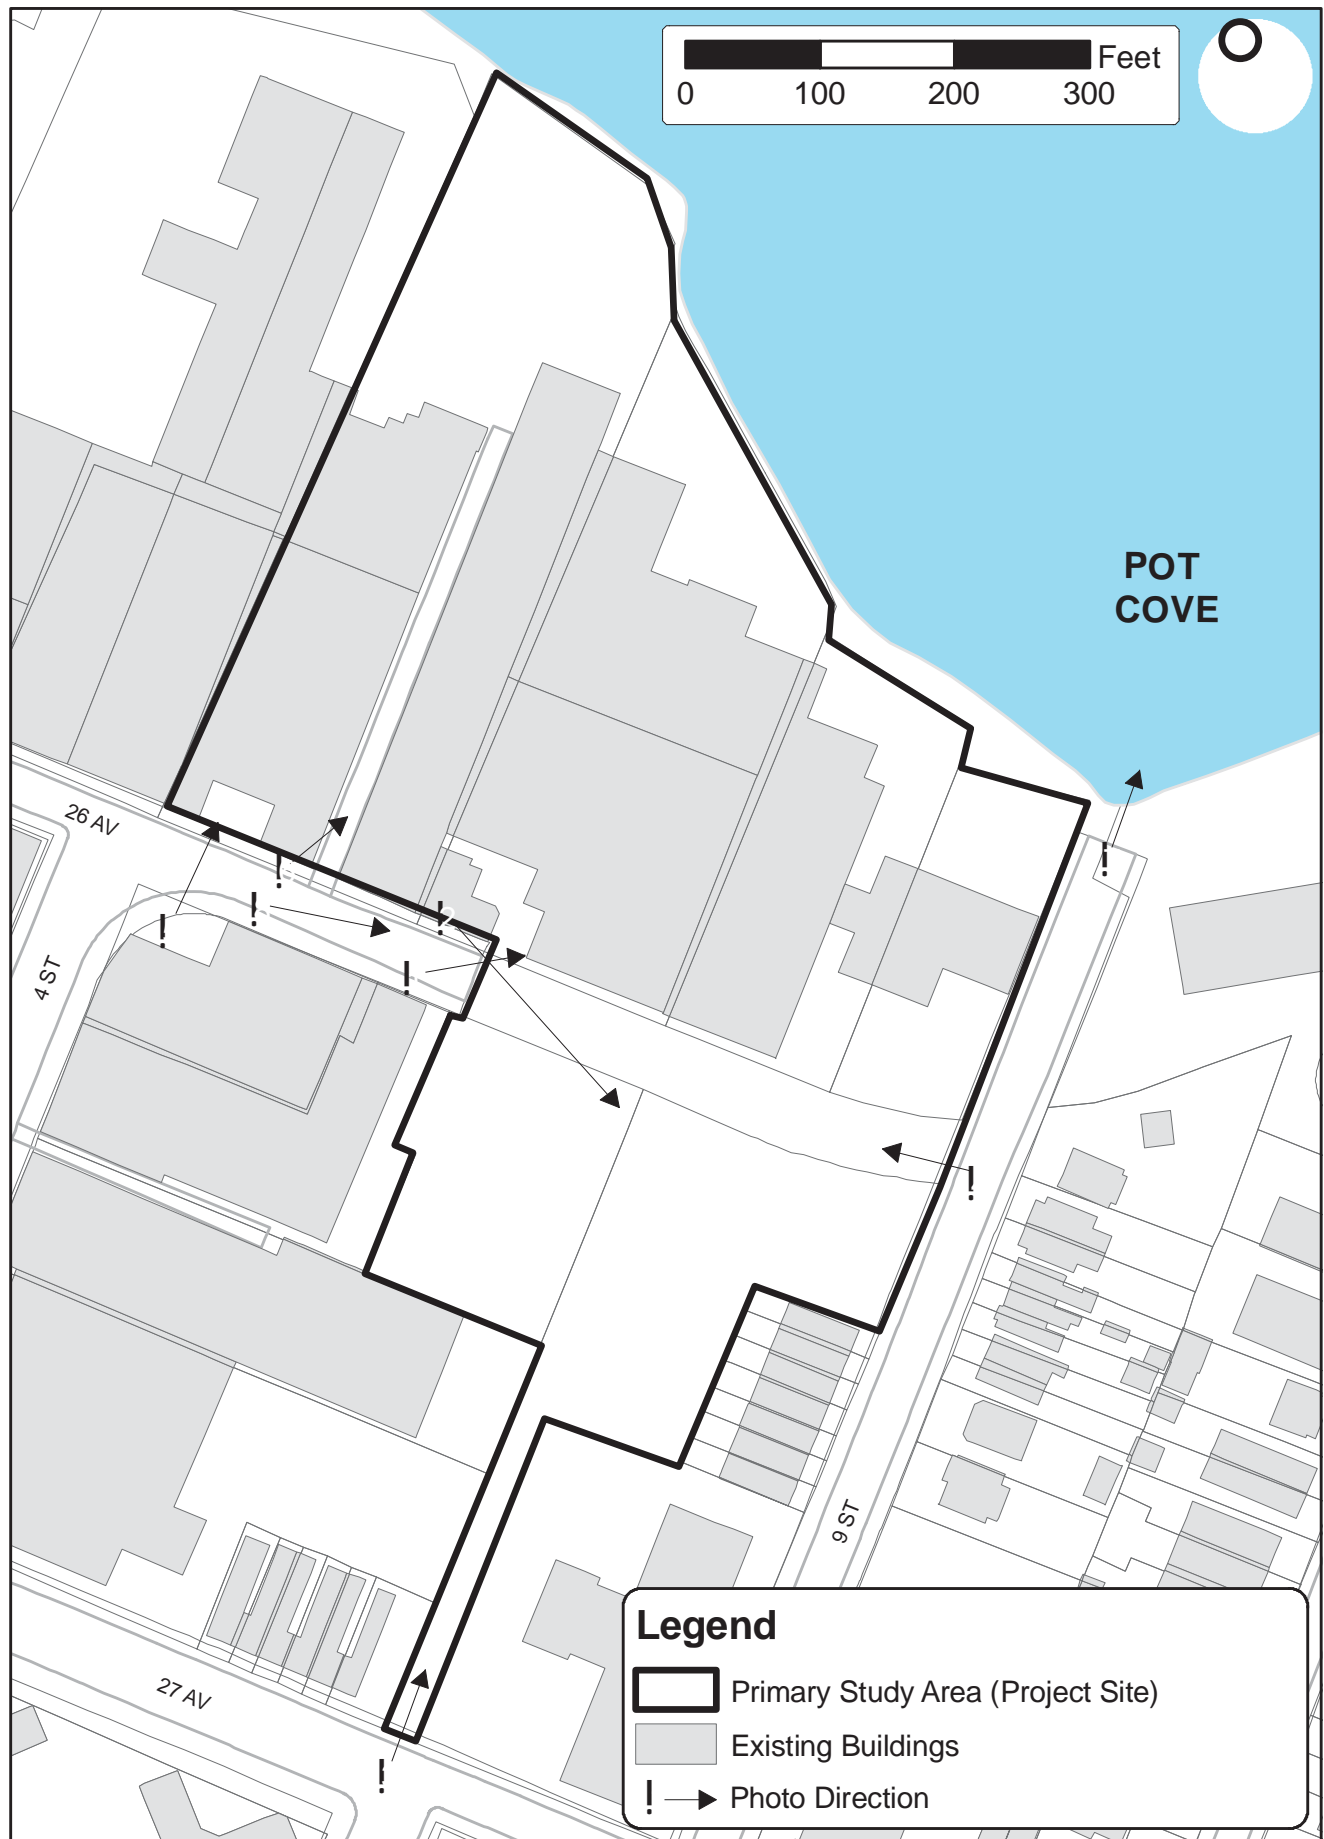 Feet
0 100 200 300
POT
COVE
26 AV
4 ST
9 ST
27 AV
Legend
Primary Study Area (Project Site)
Existing Buildings
! Photo Direction